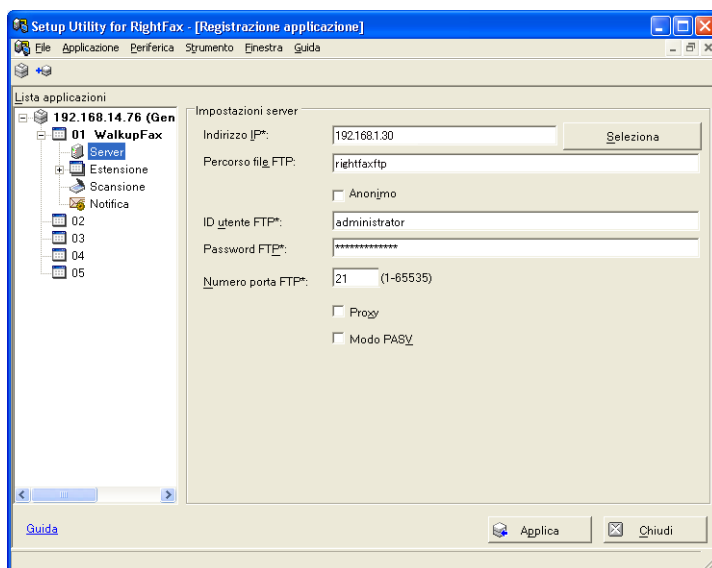 Setup Utility for RightFax - [Registrazione applicazione]
File Applicazione Periferica Strumento Finestra Guida
Lista applicazioni
192.168.14.76 (Gen
01 WalkupFax
Server
Estensione
Scansione
Notifica
02
03
04
05
Impostazioni server
Indirizzo IP*: 192.168.1.30 Seleziona
Percorso file FTP: rightfaxftp
Anonimo
ID utente FTP*: administrator
Password FTP*: *************
Numero porta FTP*: 21 (1-65535)
Proxy
Modo PASV
Guida
Applica Chiudi